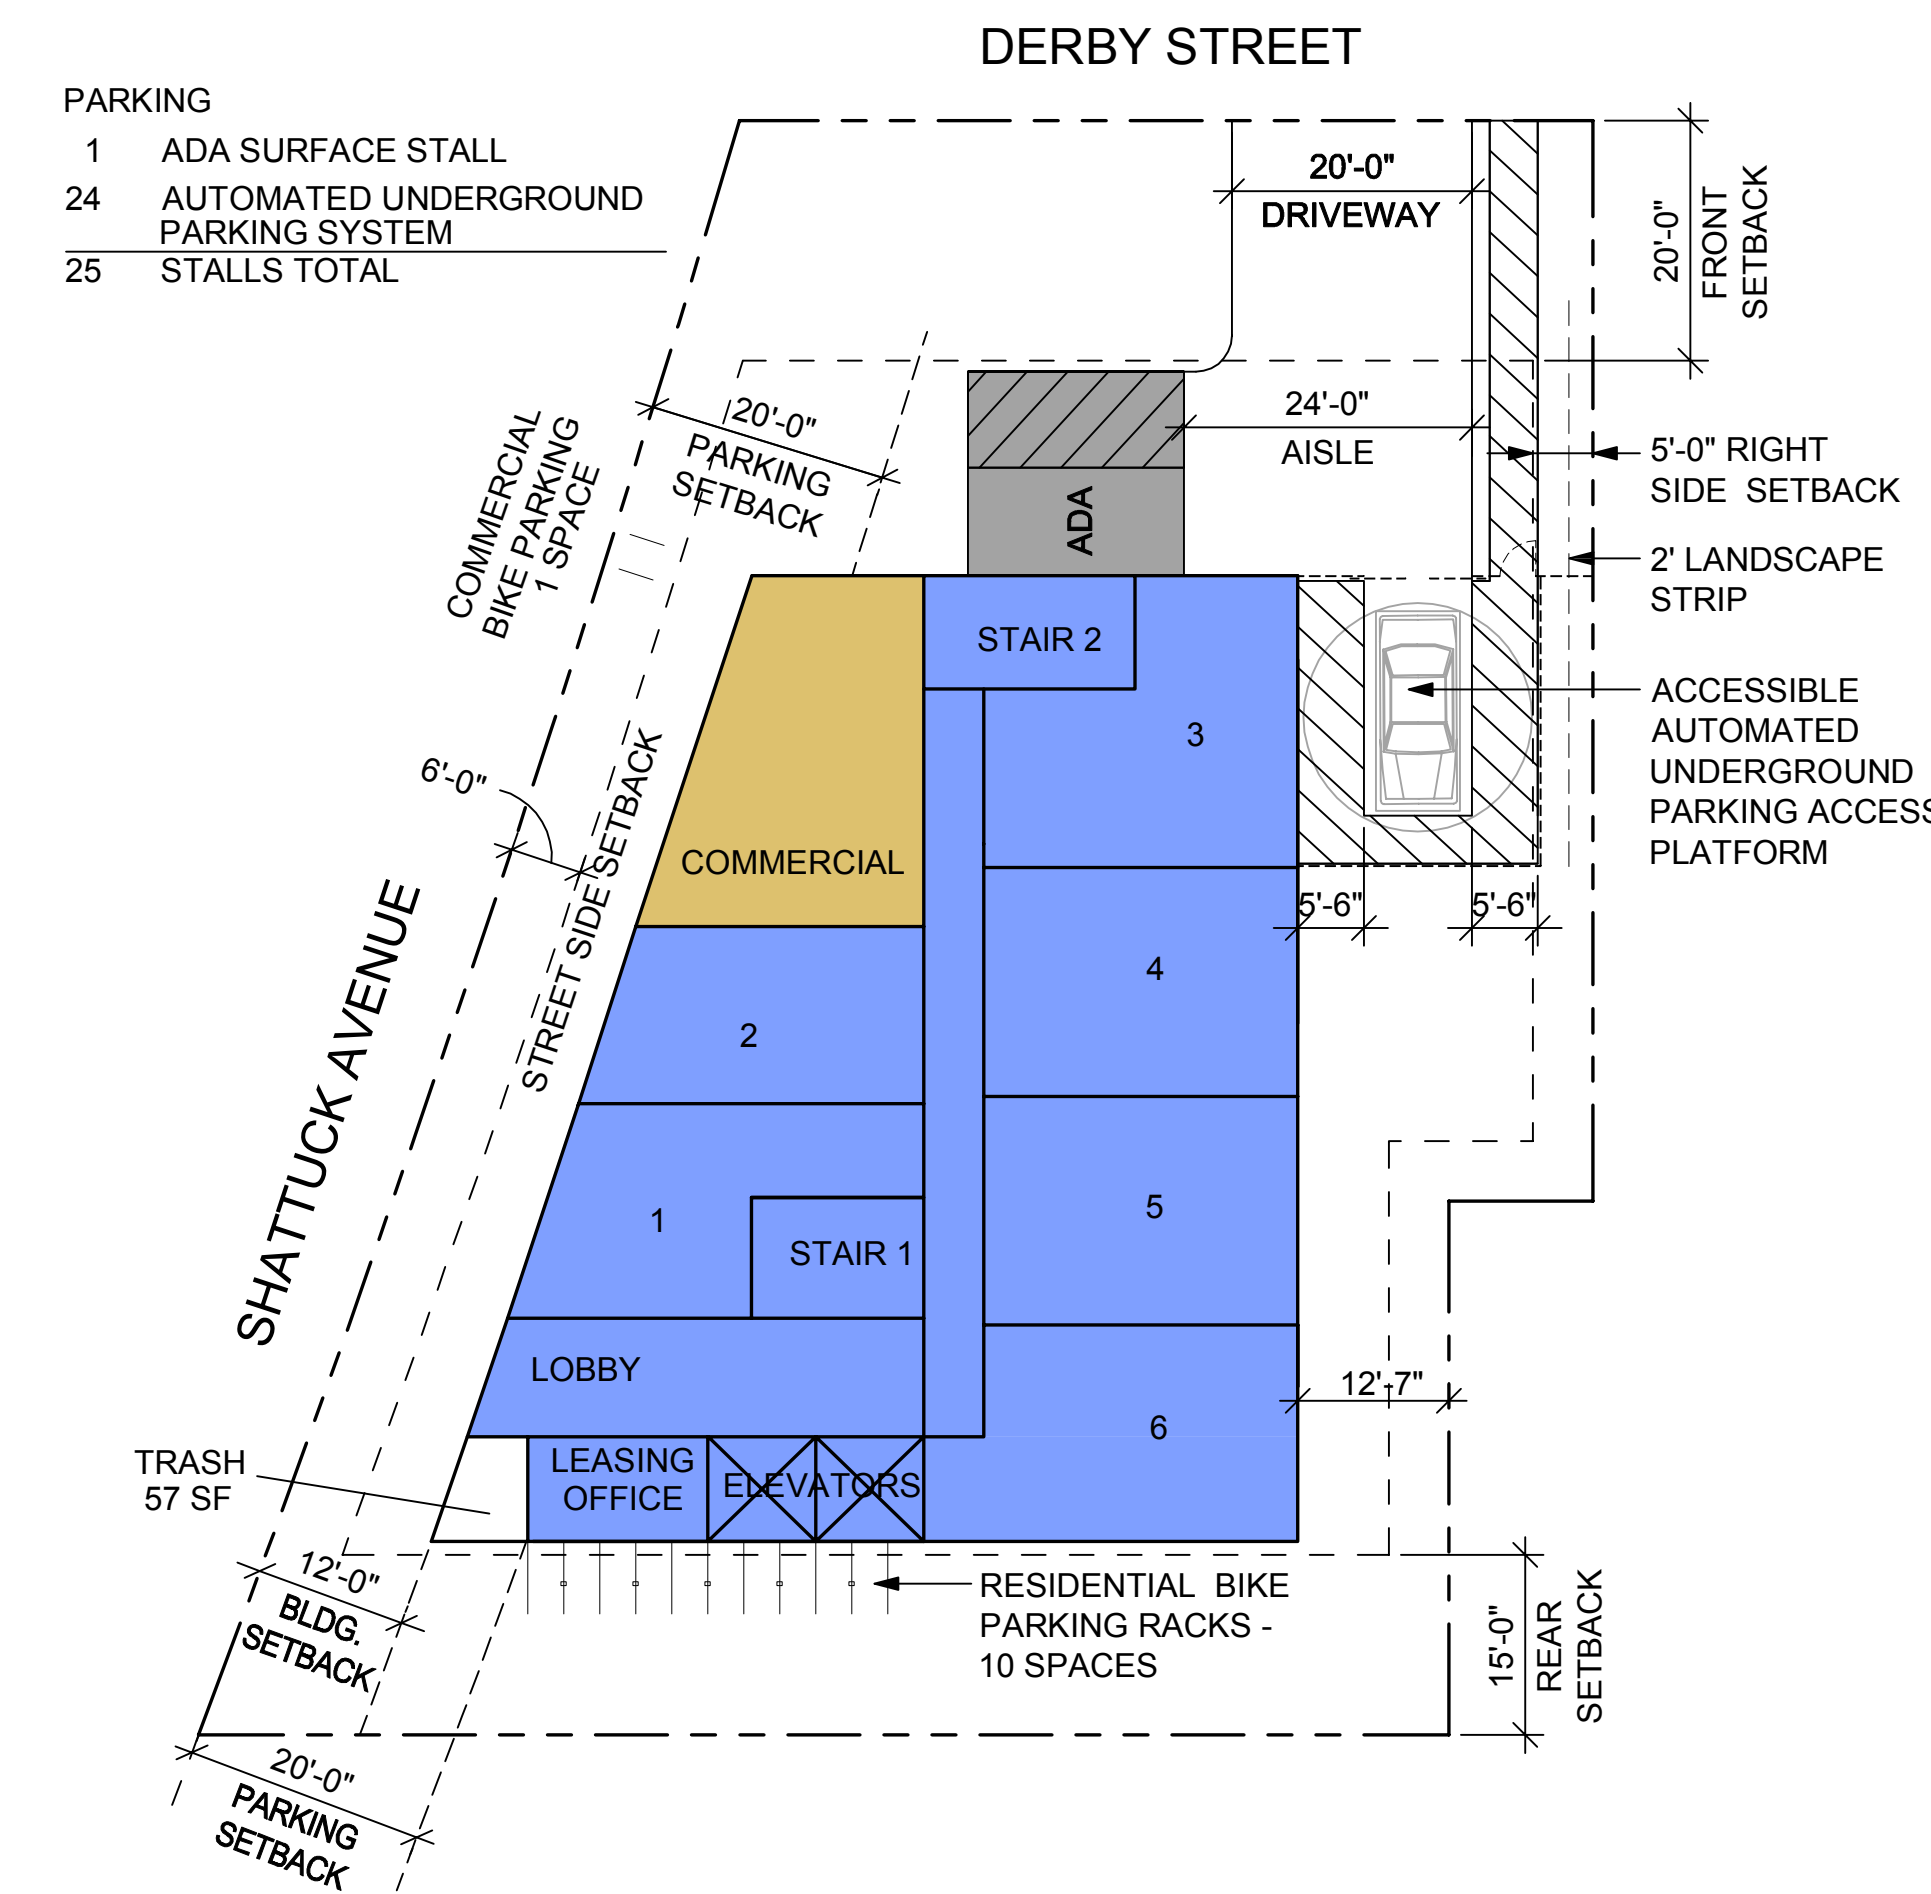 DERBY STREET
PARKING
1 ADA SURFACE STALL
24 AUTOMATED UNDERGROUND
PARKING SYSTEM
25 STALLS TOTAL
20'-0"
DRIVEWAY
20'-0"
FRONT
SETBACK
COMMERCIAL
BIKE PARKING
1 SPACE
20'-0"
PARKING
SETBACK
24'-0"
AISLE
ADA
5'-0" RIGHT
SIDE SETBACK
2' LANDSCAPE
STRIP
ACCESSIBLE
AUTOMATED
UNDERGROUND
PARKING ACCESS
PLATFORM
STAIR 2
3
6'-0"
STREET SIDE SETBACK
COMMERCIAL
5'-6"
5'-6"
SHATTUCK AVENUE
2
4
1
STAIR 1
5
LOBBY
12'-7"
6
TRASH
57 SF
LEASING
OFFICE
ELEVATORS
12'-0"
BLDG.
SETBACK
RESIDENTIAL BIKE
PARKING RACKS -
10 SPACES
15'-0"
REAR
SETBACK
20'-0"
PARKING
SETBACK